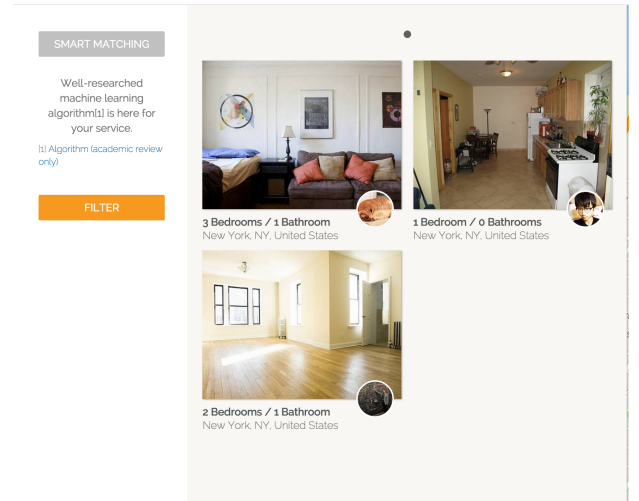 SMART MATCHING
Well-researched
machine learning
algorithm[1] is here for
your service.
[1] Algorithm (academic review
only)
FILTER
3 Bedrooms / 1 Bathroom
New York, NY, United States
1 Bedroom / 0 Bathrooms
New York, NY, United States
2 Bedrooms / 1 Bathroom
New York, NY, United States